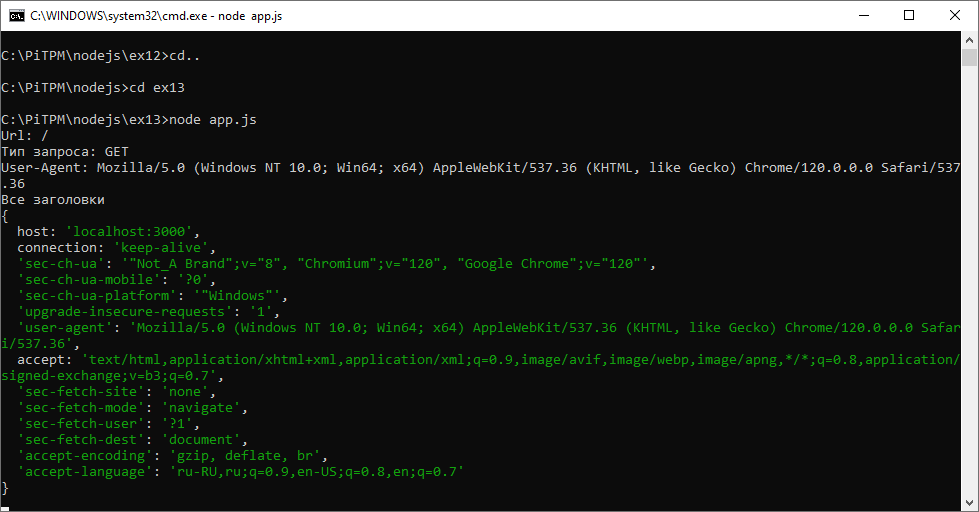 C:\WINDOWS\system32\cmd.exe - node  app.js
C:\PiTPM\nodejs\ex12>cd..
C:\PiTPM\nodejs>cd ex13
C:\PiTPM\nodejs\ex13>node app.js
Url: /
Тип запроса: GET
User-Agent: Mozilla/5.0 (Windows NT 10.0; Win64; x64) AppleWebKit/537.36 (KHTML, like Gecko) Chrome/120.0.0.0 Safari/537
.36
Все заголовки
{
  host: 'localhost:3000',
  connection: 'keep-alive',
  'sec-ch-ua': '"Not_A Brand";v="8", "Chromium";v="120", "Google Chrome";v="120"',
  'sec-ch-ua-mobile': '?0',
  'sec-ch-ua-platform': '"Windows"',
  'upgrade-insecure-requests': '1',
  'user-agent': 'Mozilla/5.0 (Windows NT 10.0; Win64; x64) AppleWebKit/537.36 (KHTML, like Gecko) Chrome/120.0.0.0 Safar
i/537.36',
  accept: 'text/html,application/xhtml+xml,application/xml;q=0.9,image/avif,image/webp,image/apng,*/*;q=0.8,application/
signed-exchange;v=b3;q=0.7',
  'sec-fetch-site': 'none',
  'sec-fetch-mode': 'navigate',
  'sec-fetch-user': '?1',
  'sec-fetch-dest': 'document',
  'accept-encoding': 'gzip, deflate, br',
  'accept-language': 'ru-RU,ru;q=0.9,en-US;q=0.8,en;q=0.7'
}